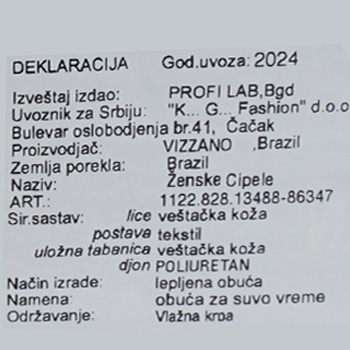 DEKLARACIJA God.uvoza: 2024
Izveštaj izdao: PROFI LAB,Bgd
Uvoznik za Srbiju: "K... G... Fashion" d.o.o
Bulevar oslobodjenja br.41, Čačak
Proizvodjač: VIZZANO ,Brazil
Zemlja porekla: Brazil
Naziv: Ženske Cipele
ART.: 1122.828.13488-86347
Sir.sastav: lice veštačka koža
postava tekstil
uložna tabanica veštačka koža
djon POLIURETAN
Način izrade: lepljena obuća
Namena: obuća za suvo vreme
Održavanje: Vlažna krpa